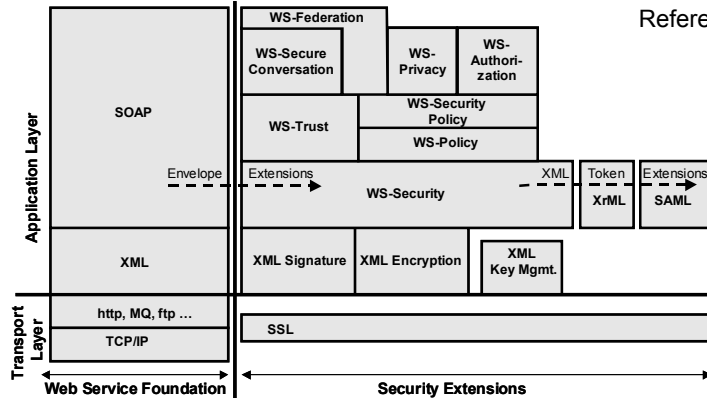 Refere
WS-Federation
WS-Secure
Conversation
WS-
Privacy
WS-
Authori-
zation
SOAP
WS-Trust
WS-Security
Policy
WS-Policy
Envelope
Extensions
WS-Security
XML
Token
Extensions
XrML
SAML
XML
XML Signature
XML Encryption
XML
Key Mgmt.
http, MQ, ftp ...
TCP/IP
SSL
Application Layer
Transport
Layer
Web Service Foundation
Security Extensions